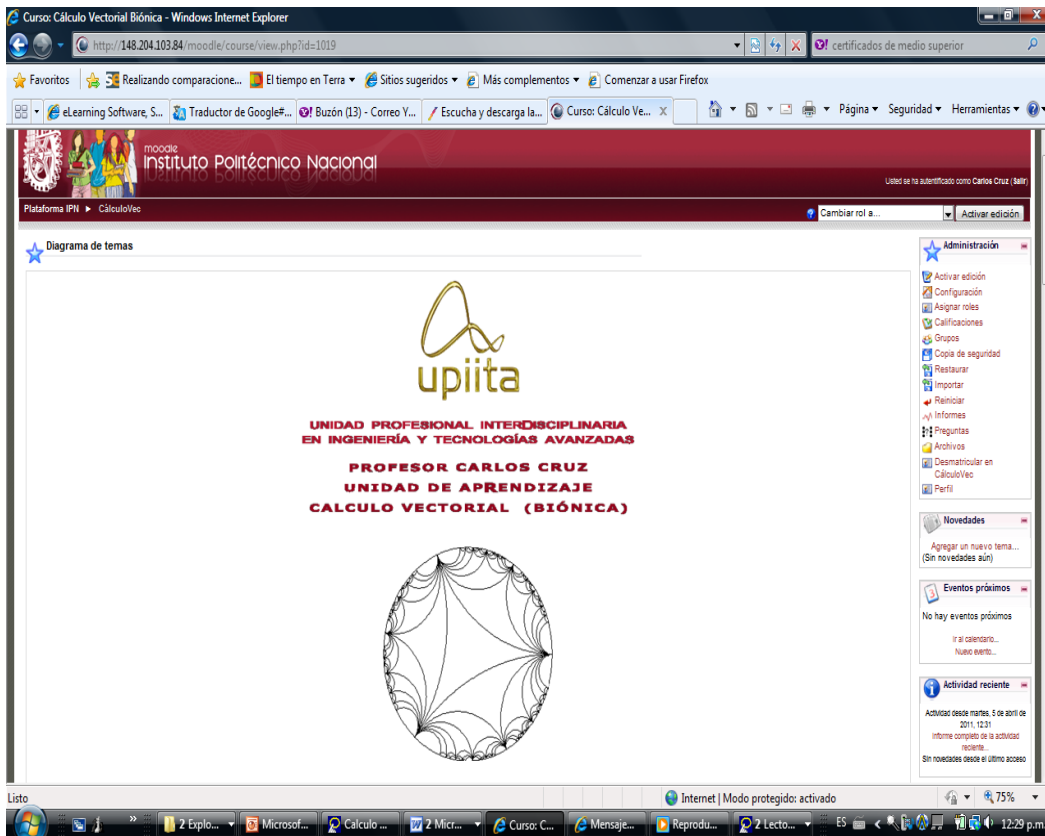 Curso: Cálculo Vectorial Biónica - Windows Internet Explorer
http://148.204.103.84/moodle/course/view.php?id=1019
certificados de medio superior
Favoritos
Realizando comparacione...
El tiempo en Terra
Sitios sugeridos
Más complementos
Comenzar a usar Firefox
eLearning Software, S...
Traductor de Google#...
Buzón (13) - Correo Y...
Escucha y descarga la...
Curso: Cálculo Ve... X
Página
Seguridad
Herramientas
moodle
Instituto Politécnico Nacional
Usted se ha autentificado como Carlos Cruz (Salir)
Plataforma IPN ► CálculoVec
Cambiar rol a...
Activar edición
Diagrama de temas
upiita
UNIDAD PROFESIONAL INTERDISCIPLINARIA
EN INGENIERÍA Y TECNOLOGÍAS AVANZADAS
PROFESOR CARLOS CRUZ
UNIDAD DE APRENDIZAJE
CALCULO VECTORIAL (BIÓNICA)
Administración
Activar edición
Configuración
Asignar roles
Calificaciones
Grupos
Copia de seguridad
Restaurar
Importar
Reiniciar
Informes
Preguntas
Archivos
Desmatricular en
CálculoVec
Perfil
Novedades
Agregar un nuevo tema...
(Sin novedades aún)
Eventos próximos
No hay eventos próximos
Ir al calendario...
Nuevo evento...
Actividad reciente
Actividad desde martes, 5 de abril de
2011, 12:31
Informe completo de la actividad
reciente...
Sin novedades desde el último acceso
Listo
Internet | Modo protegido: activado
75%
2 Explo...
Microsof...
Calculo ...
2 Micr...
Curso: C...
Mensaje...
Reprodu...
2 Lecto...
ES
12:29 p.m.